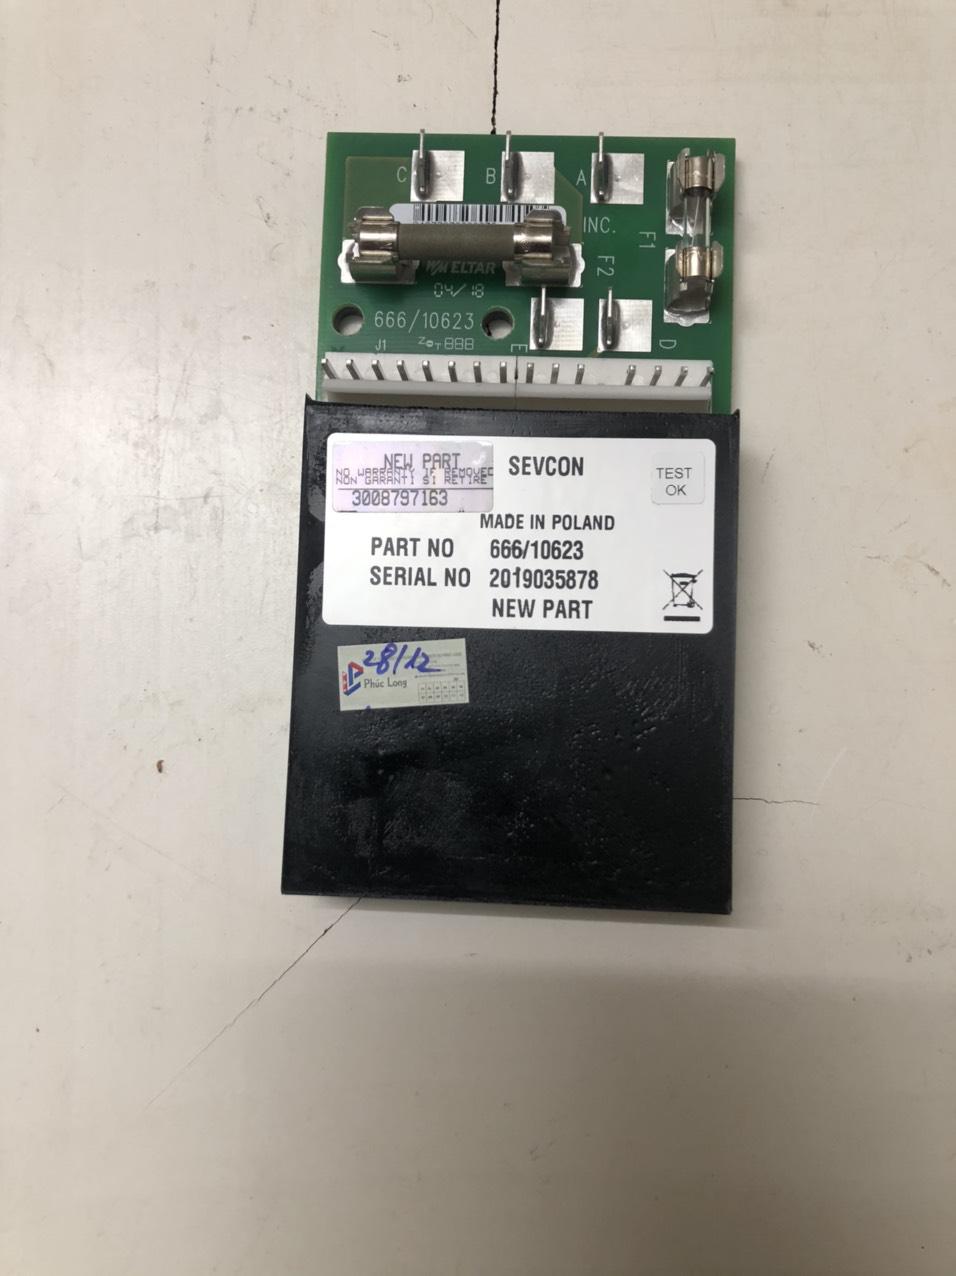 C
B
A
INC.
F1
F2
ELTAR
04/18
666/10623
J1
888
E
D
NEW PART
NO WARRANTY IF REMOVED
NON GARANTI SI RETIRE
3008797163
SEVCON
TEST
OK
MADE IN POLAND
PART NO 666/10623
SERIAL NO 2019035878
NEW PART
28/12
Phúc Long